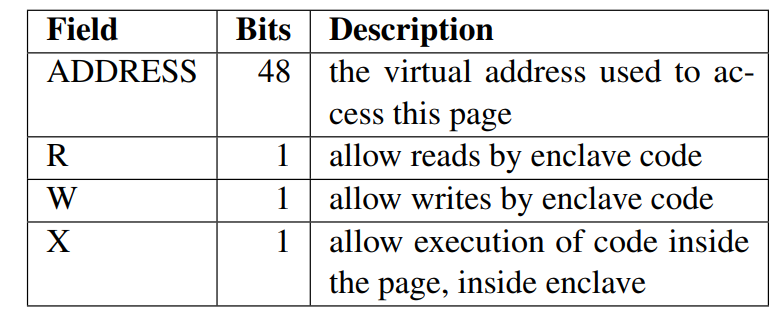 Field Bits Description
ADDRESS 48 the virtual address used to ac-
cess this page
R 1 allow reads by enclave code
W 1 allow writes by enclave code
X 1 allow execution of code inside
the page, inside enclave